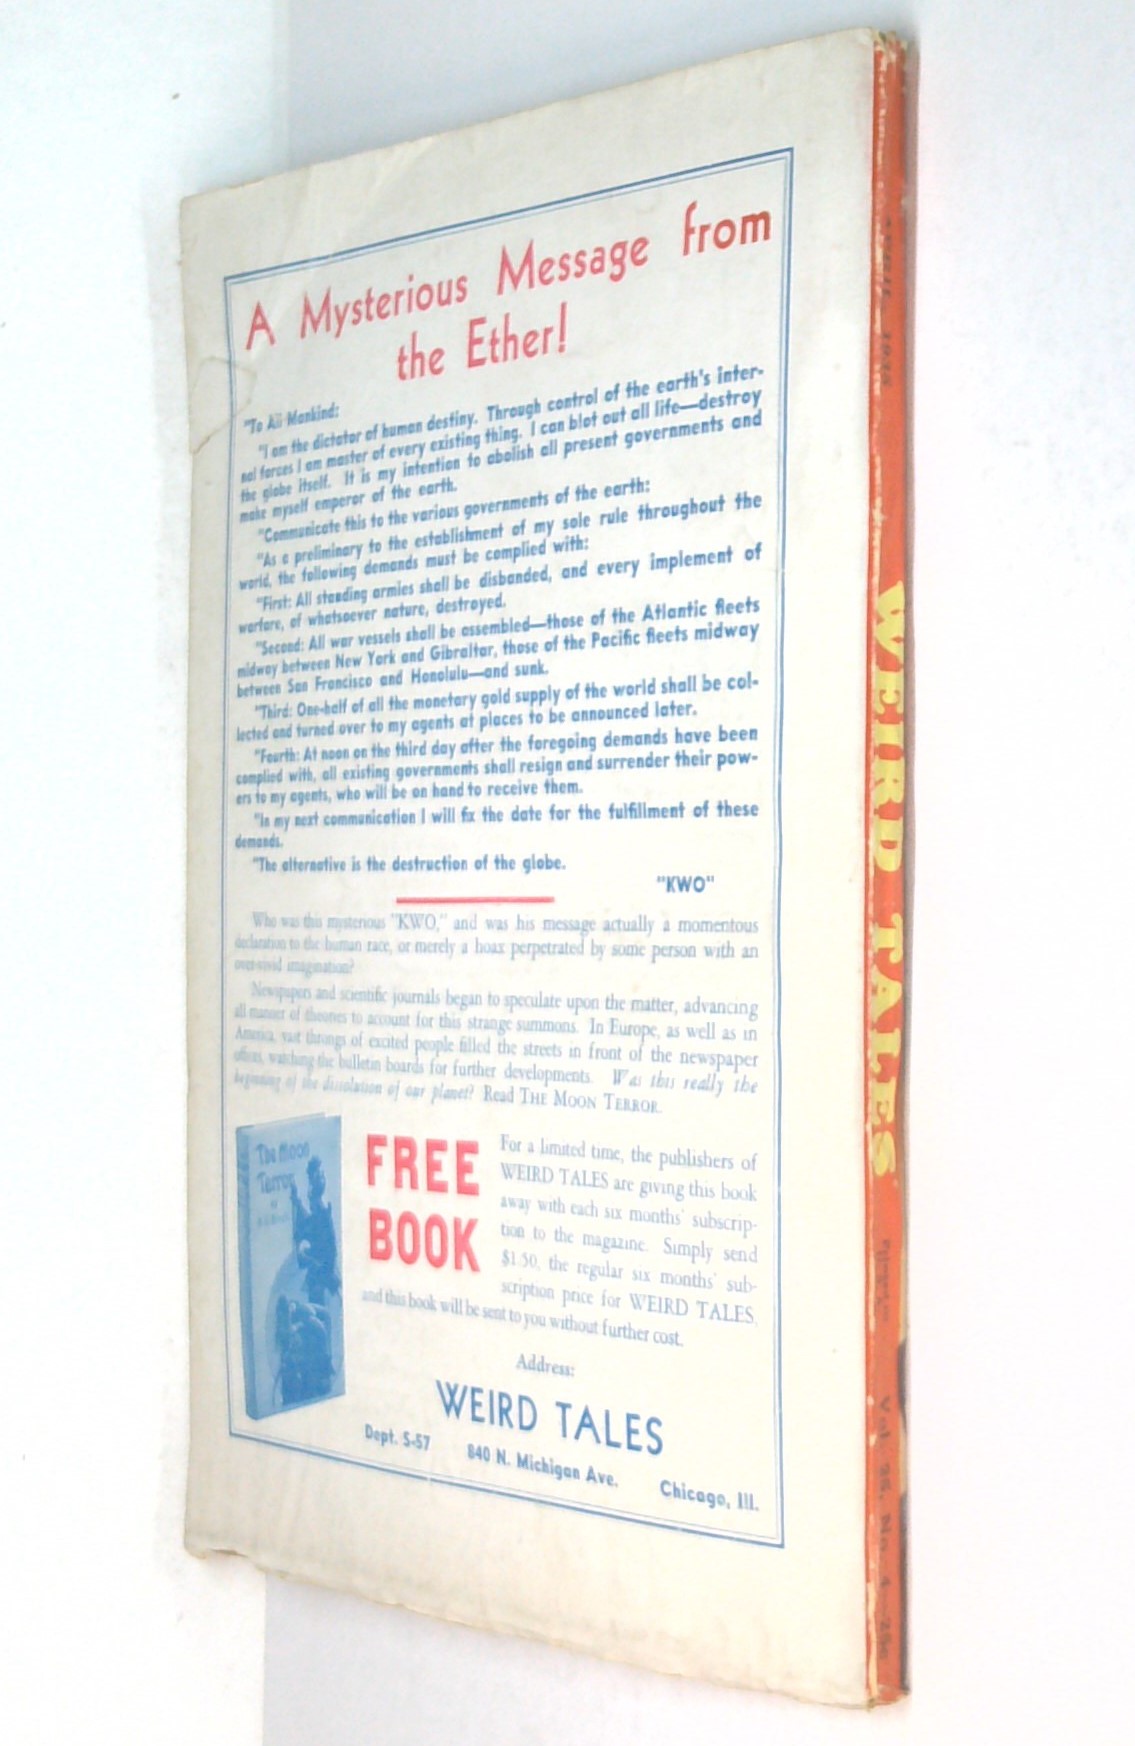 A Mysterious Message from
the Ether!
"To All Mankind:
"I am the dictator of human destiny. Through control of the earth's inter-
nal forces I am master of every existing thing. I can blot out all life—destroy
the globe itself. It is my intention to abolish all present governments and
make myself emperor of the earth.
"Communicate this to the various governments of the earth:
"As a preliminary to the establishment of my sole rule throughout the
world, the following demands must be complied with:
"First: All standing armies shall be disbanded, and every implement of
warfare, of whatsoever nature, destroyed.
"Second: All war vessels shall be assembled—those of the Atlantic fleets
midway between New York and Gibraltar, those of the Pacific fleets midway
between San Francisco and Honolulu—and sunk.
"Third: One-half of all the monetary gold supply of the world shall be col-
lected and turned over to my agents at places to be announced later.
"Fourth: At noon on the third day after the foregoing demands have been
complied with, all existing governments shall resign and surrender their pow-
ers to my agents, who will be on hand to receive them.
"In my next communication I will fix the date for the fulfillment of these
demands.
"The alternative is the destruction of the globe.
"KWO"
Who was this mysterious "KWO," and was his message actually a momentous
declaration to the human race, or merely a hoax perpetrated by some person with an
imagination?
Newspapers and scientific journals began to speculate upon the matter, advancing
all manner of theories to account for this strange summons. In Europe, as well as in
America, vast throngs of excited people filled the streets in front of the newspaper
offices, watching the bulletin boards for further developments. Was this really the
beginning of the dissolution of our planet? Read THE MOON TERROR.
The Moon
Terror
FREE
BOOK
For a limited time, the publishers of
WEIRD TALES are giving this book
away with each six months' subscrip-
tion to the magazine. Simply send
$1.50, the regular six months' sub-
scription price for WEIRD TALES,
and this book will be sent to you without further cost.
Address:
WEIRD TALES
Dept. S-57 840 N. Michigan Ave. Chicago, Ill.
WEIRD TALES
Vol. 25, No. 4—25c